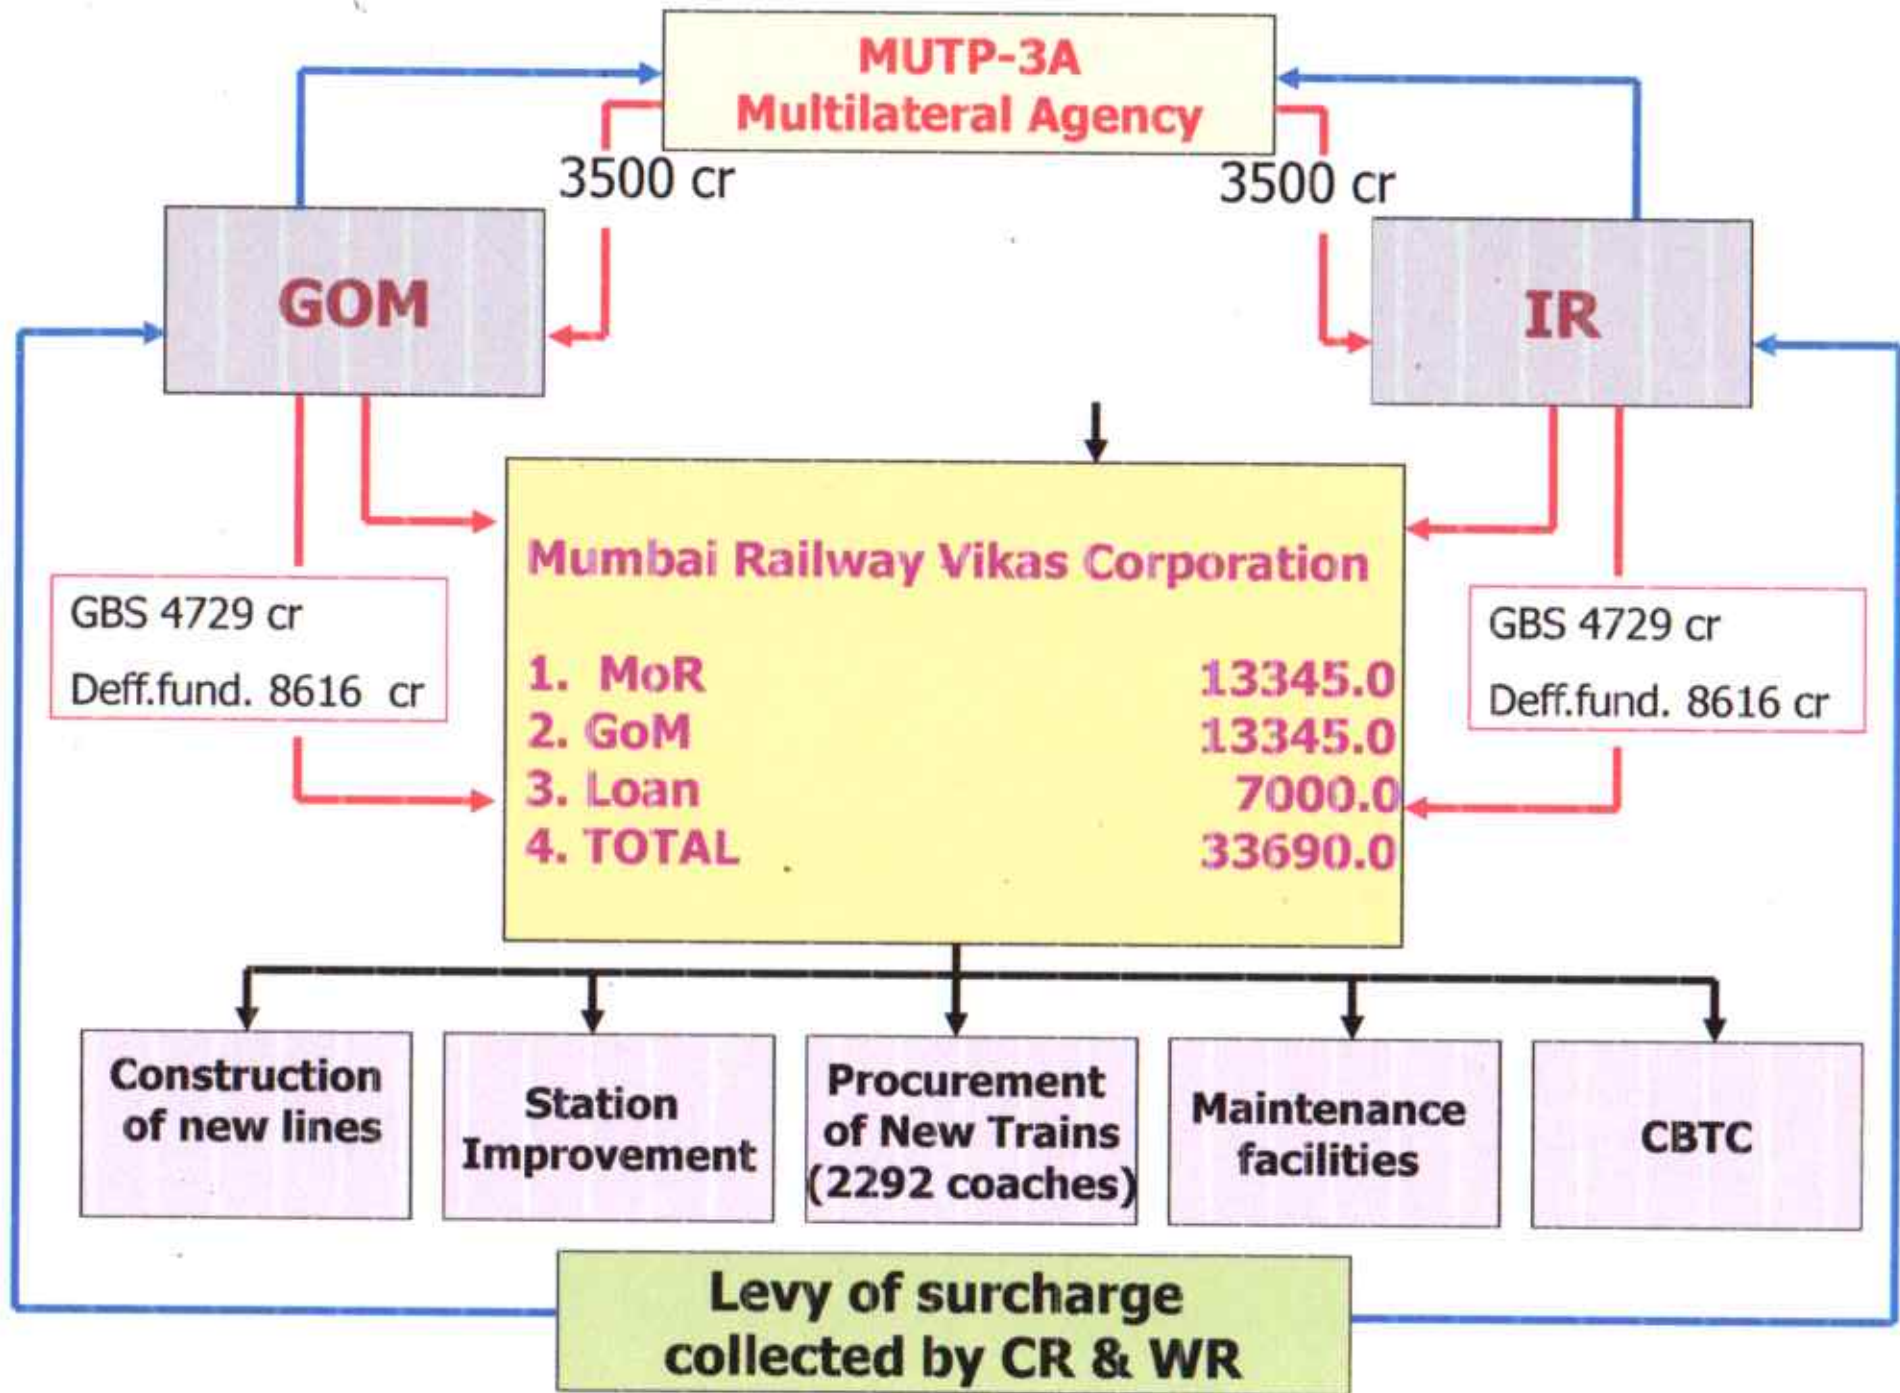 MUTP-3A
Multilateral Agency
3500 cr
3500 cr
GOM
IR
Mumbai Railway Vikas Corporation
1. MoR 13345.0
2. GoM 13345.0
3. Loan 7000.0
4. TOTAL 33690.0
GBS 4729 cr
Deff.fund. 8616 cr
GBS 4729 cr
Deff.fund. 8616 cr
Construction
of new lines
Station
Improvement
Procurement
of New Trains
(2292 coaches)
Maintenance
facilities
CBTC
Levy of surcharge
collected by CR & WR